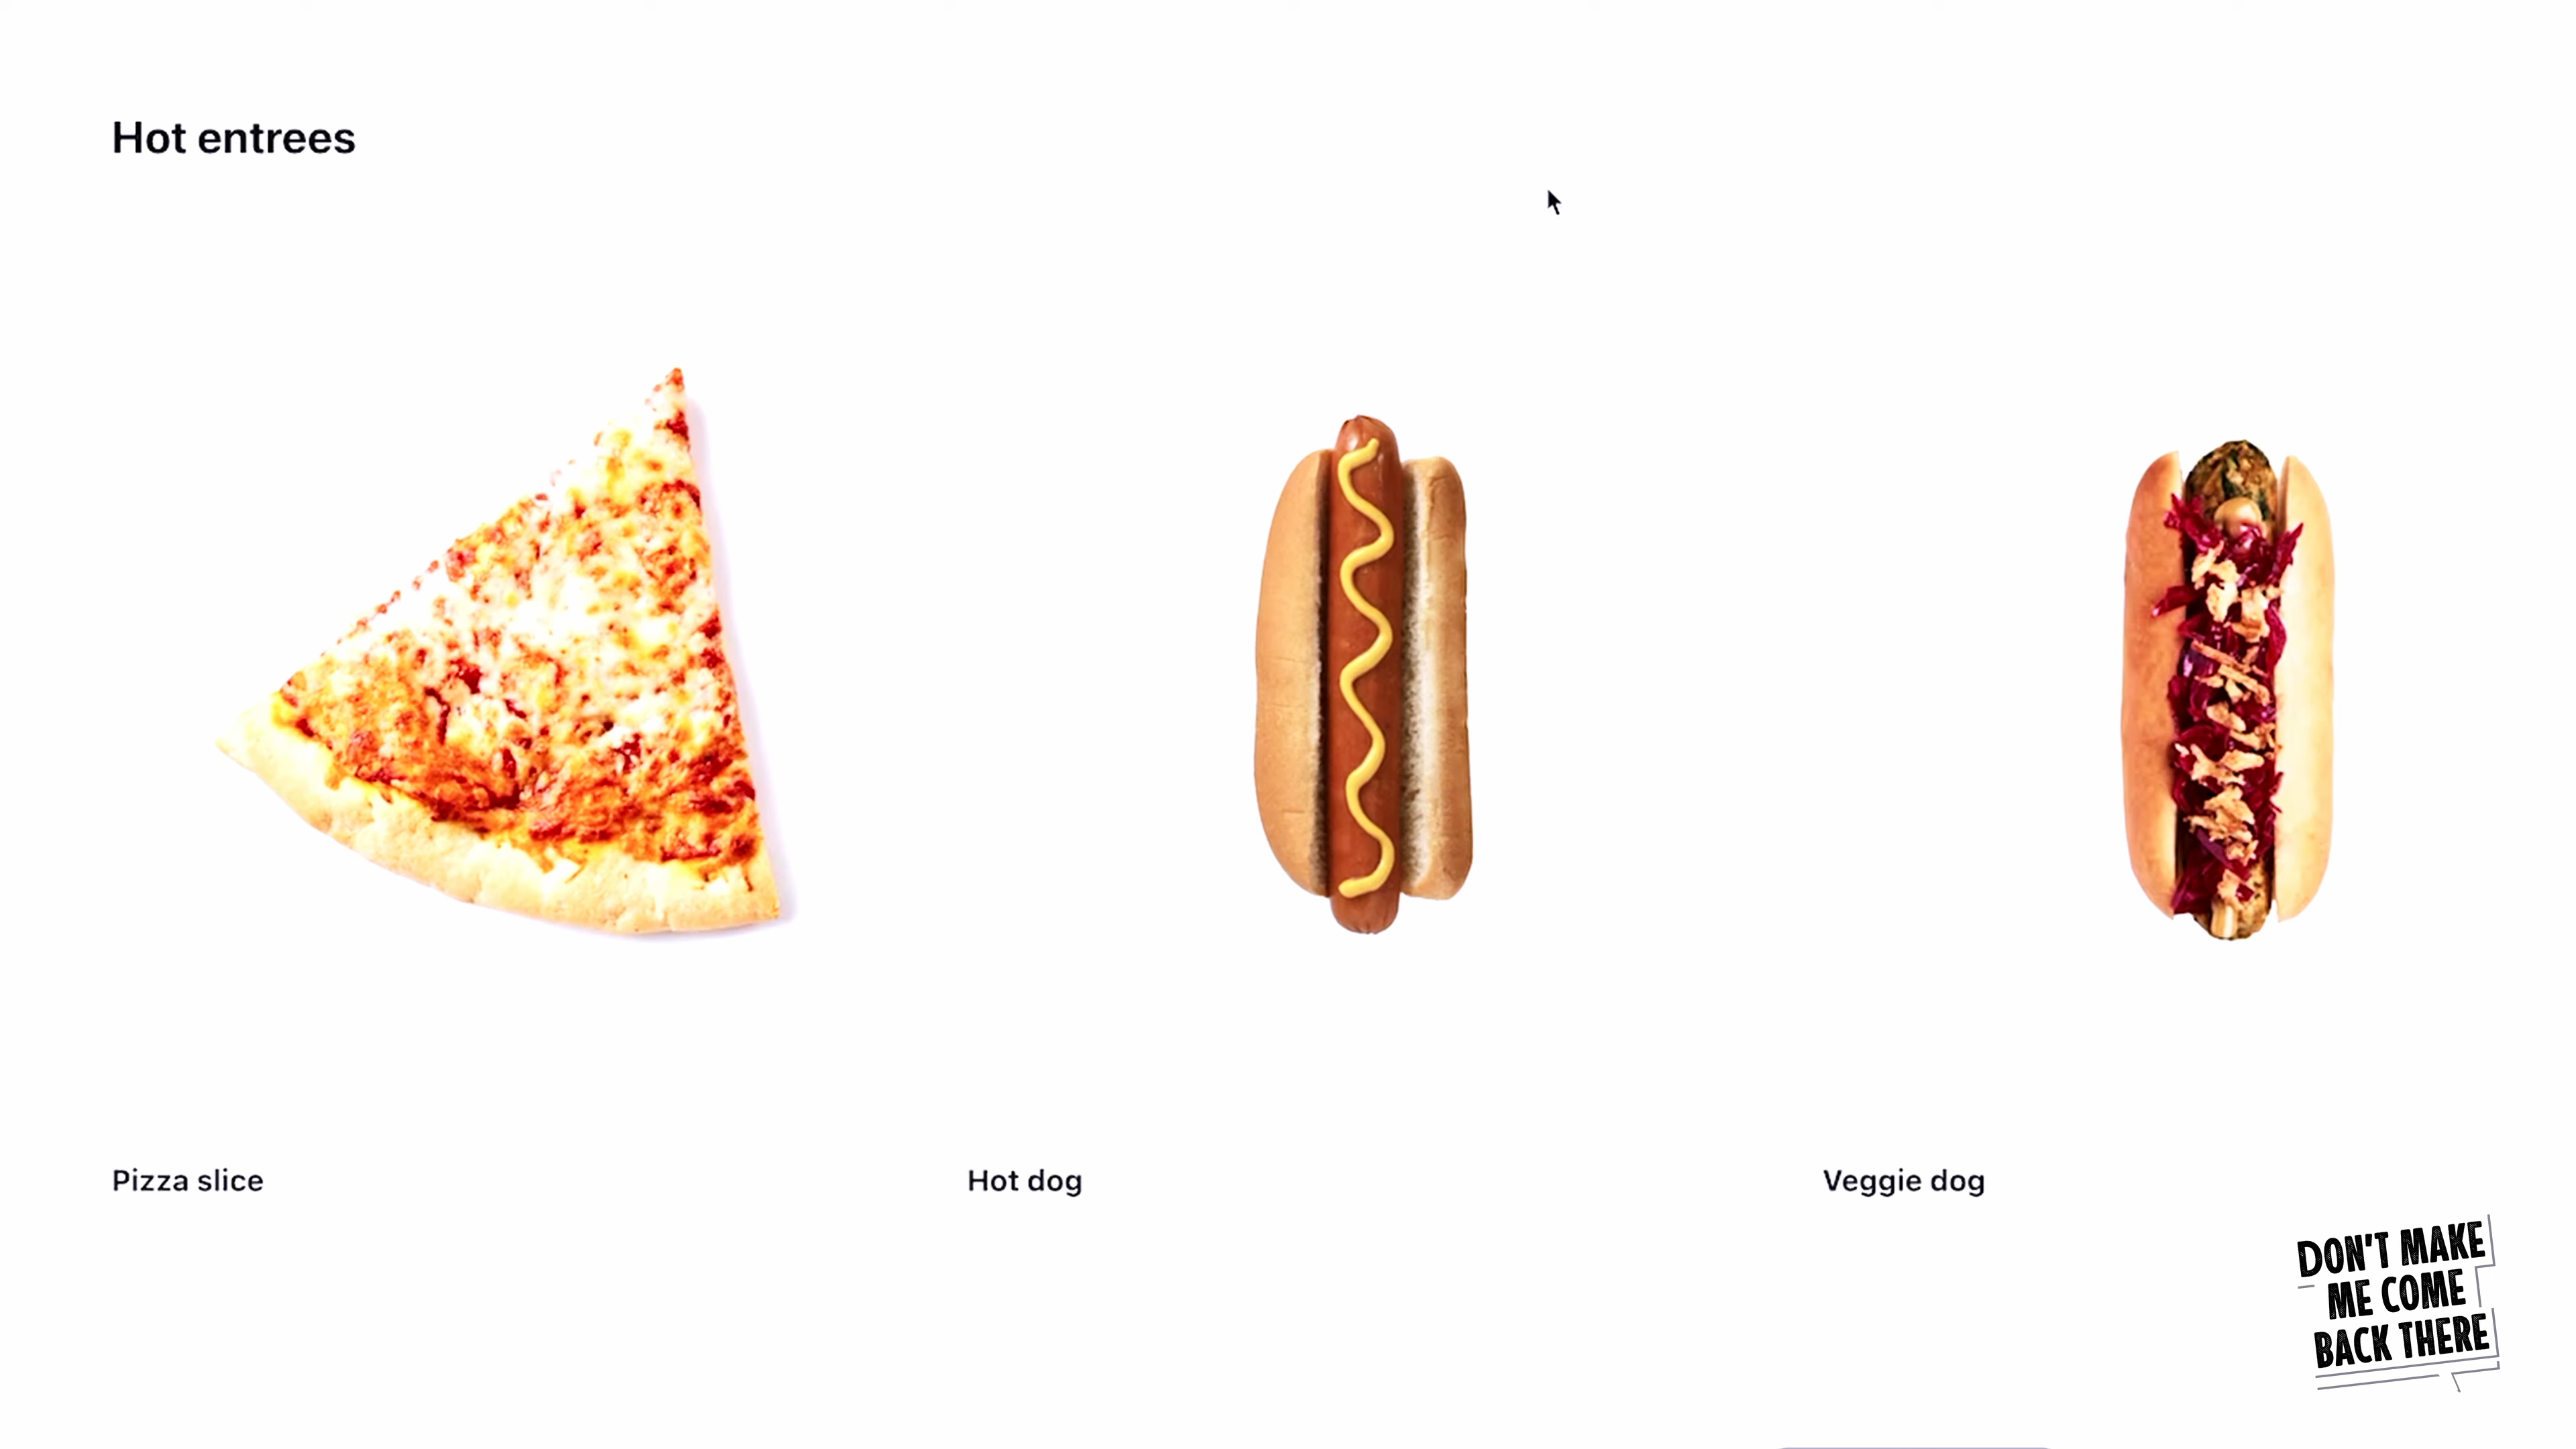 Hot entrees
Pizza slice
Hot dog
Veggie dog
DON'T MAKE
ME COME
BACK THERE